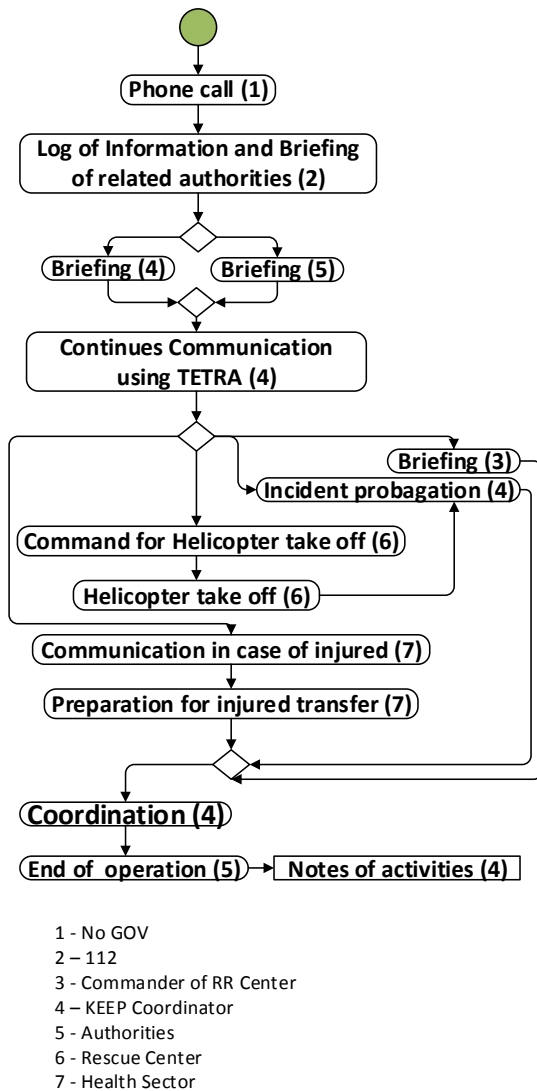 Phone call (1)
Log of Information and Briefing
of related authorities (2)
Briefing (4)
Briefing (5)
Continues Communication
using TETRA (4)
Briefing (3)
Incident probagation (4)
Command for Helicopter take off (6)
Helicopter take off (6)
Communication in case of injured (7)
Preparation for injured transfer (7)
Coordination (4)
End of operation (5)
Notes of activities (4)
1 - No GOV
2 – 112
3 - Commander of RR Center
4 – KEEP Coordinator
5 - Authorities
6 - Rescue Center
7 - Health Sector